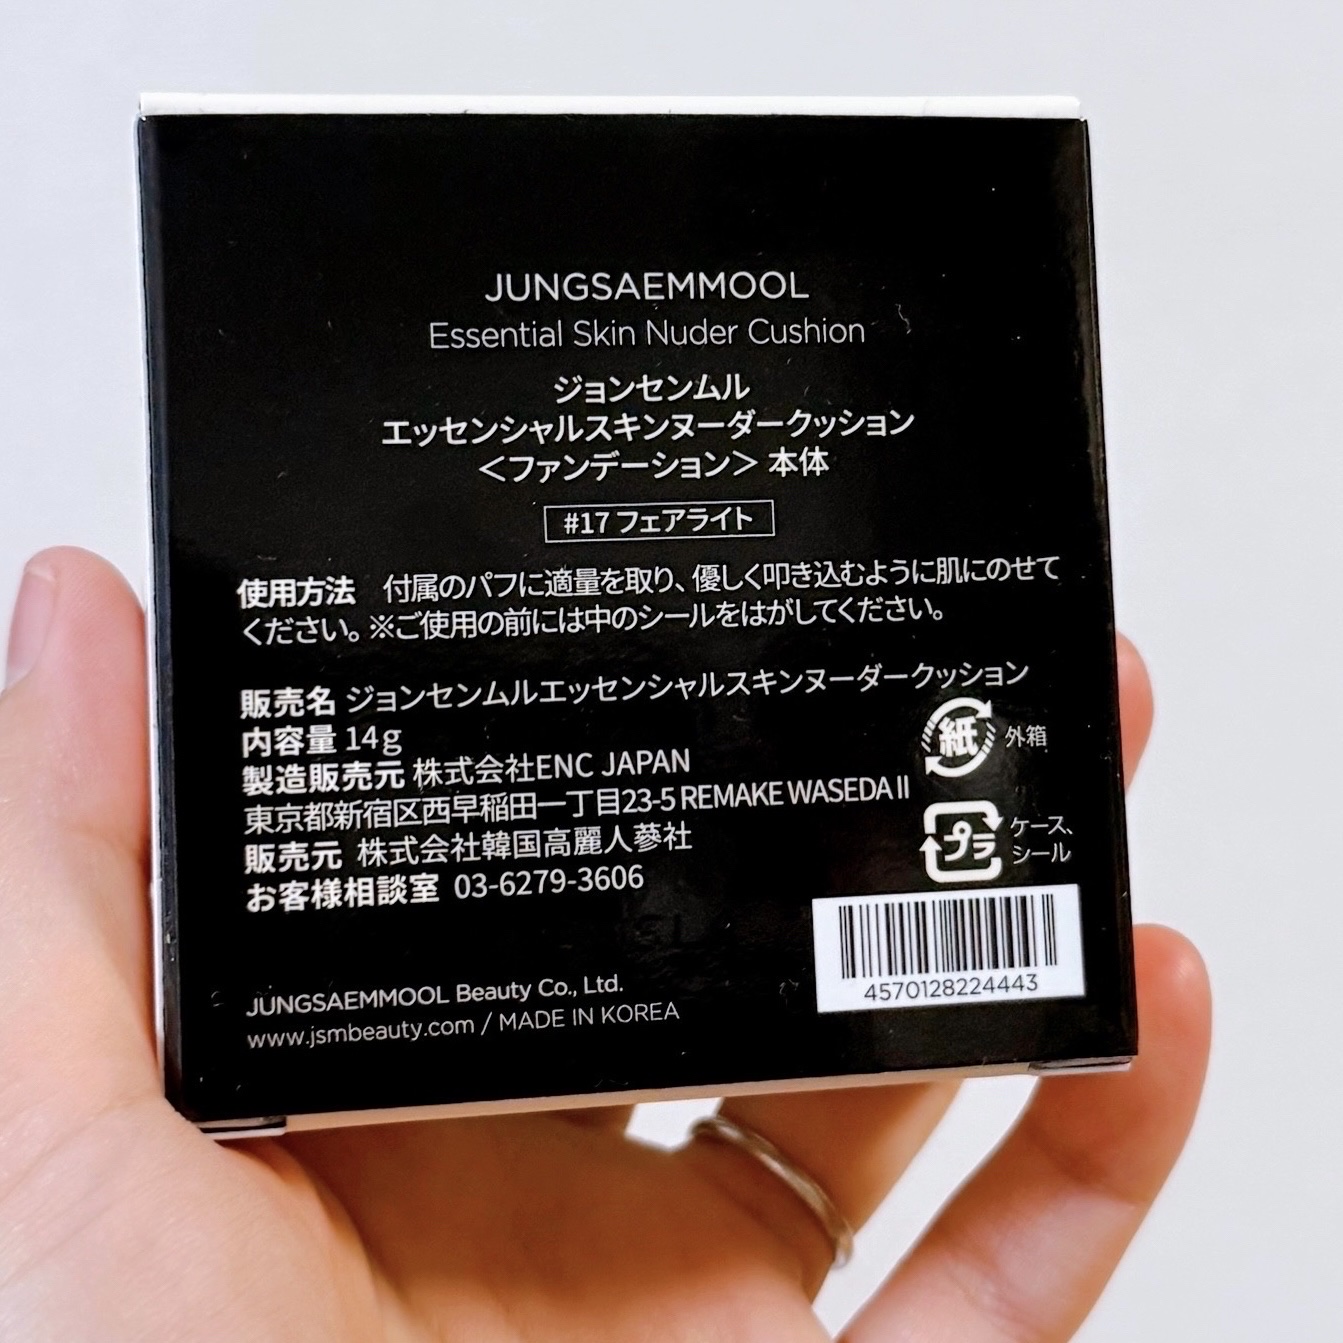 JUNGSAEMMOOL
Essential Skin Nuder Cushion
ジョンセンムル
エッセンシャルスキンヌーダークッション
＜ファンデーション＞ 本体
#17 フェアライト
使用方法 付属のパフに適量を取り、優しく叩き込むように肌にのせて
ください。※ご使用の前には中のシールをはがしてください。
販売名 ジョンセンムルエッセンシャルスキンヌーダークッション
内容量 14g
製造販売元 株式会社ENC JAPAN
東京都新宿区西早稲田一丁目23-5 REMAKE WASEDA II
販売元 株式会社韓国高麗人蔘社
お客様相談室 03-6279-3606
紙 外箱
プラ ケース、
シール
4570128224443
JUNGSAEMMOOL Beauty Co., Ltd.
www.jsmbeauty.com / MADE IN KOREA